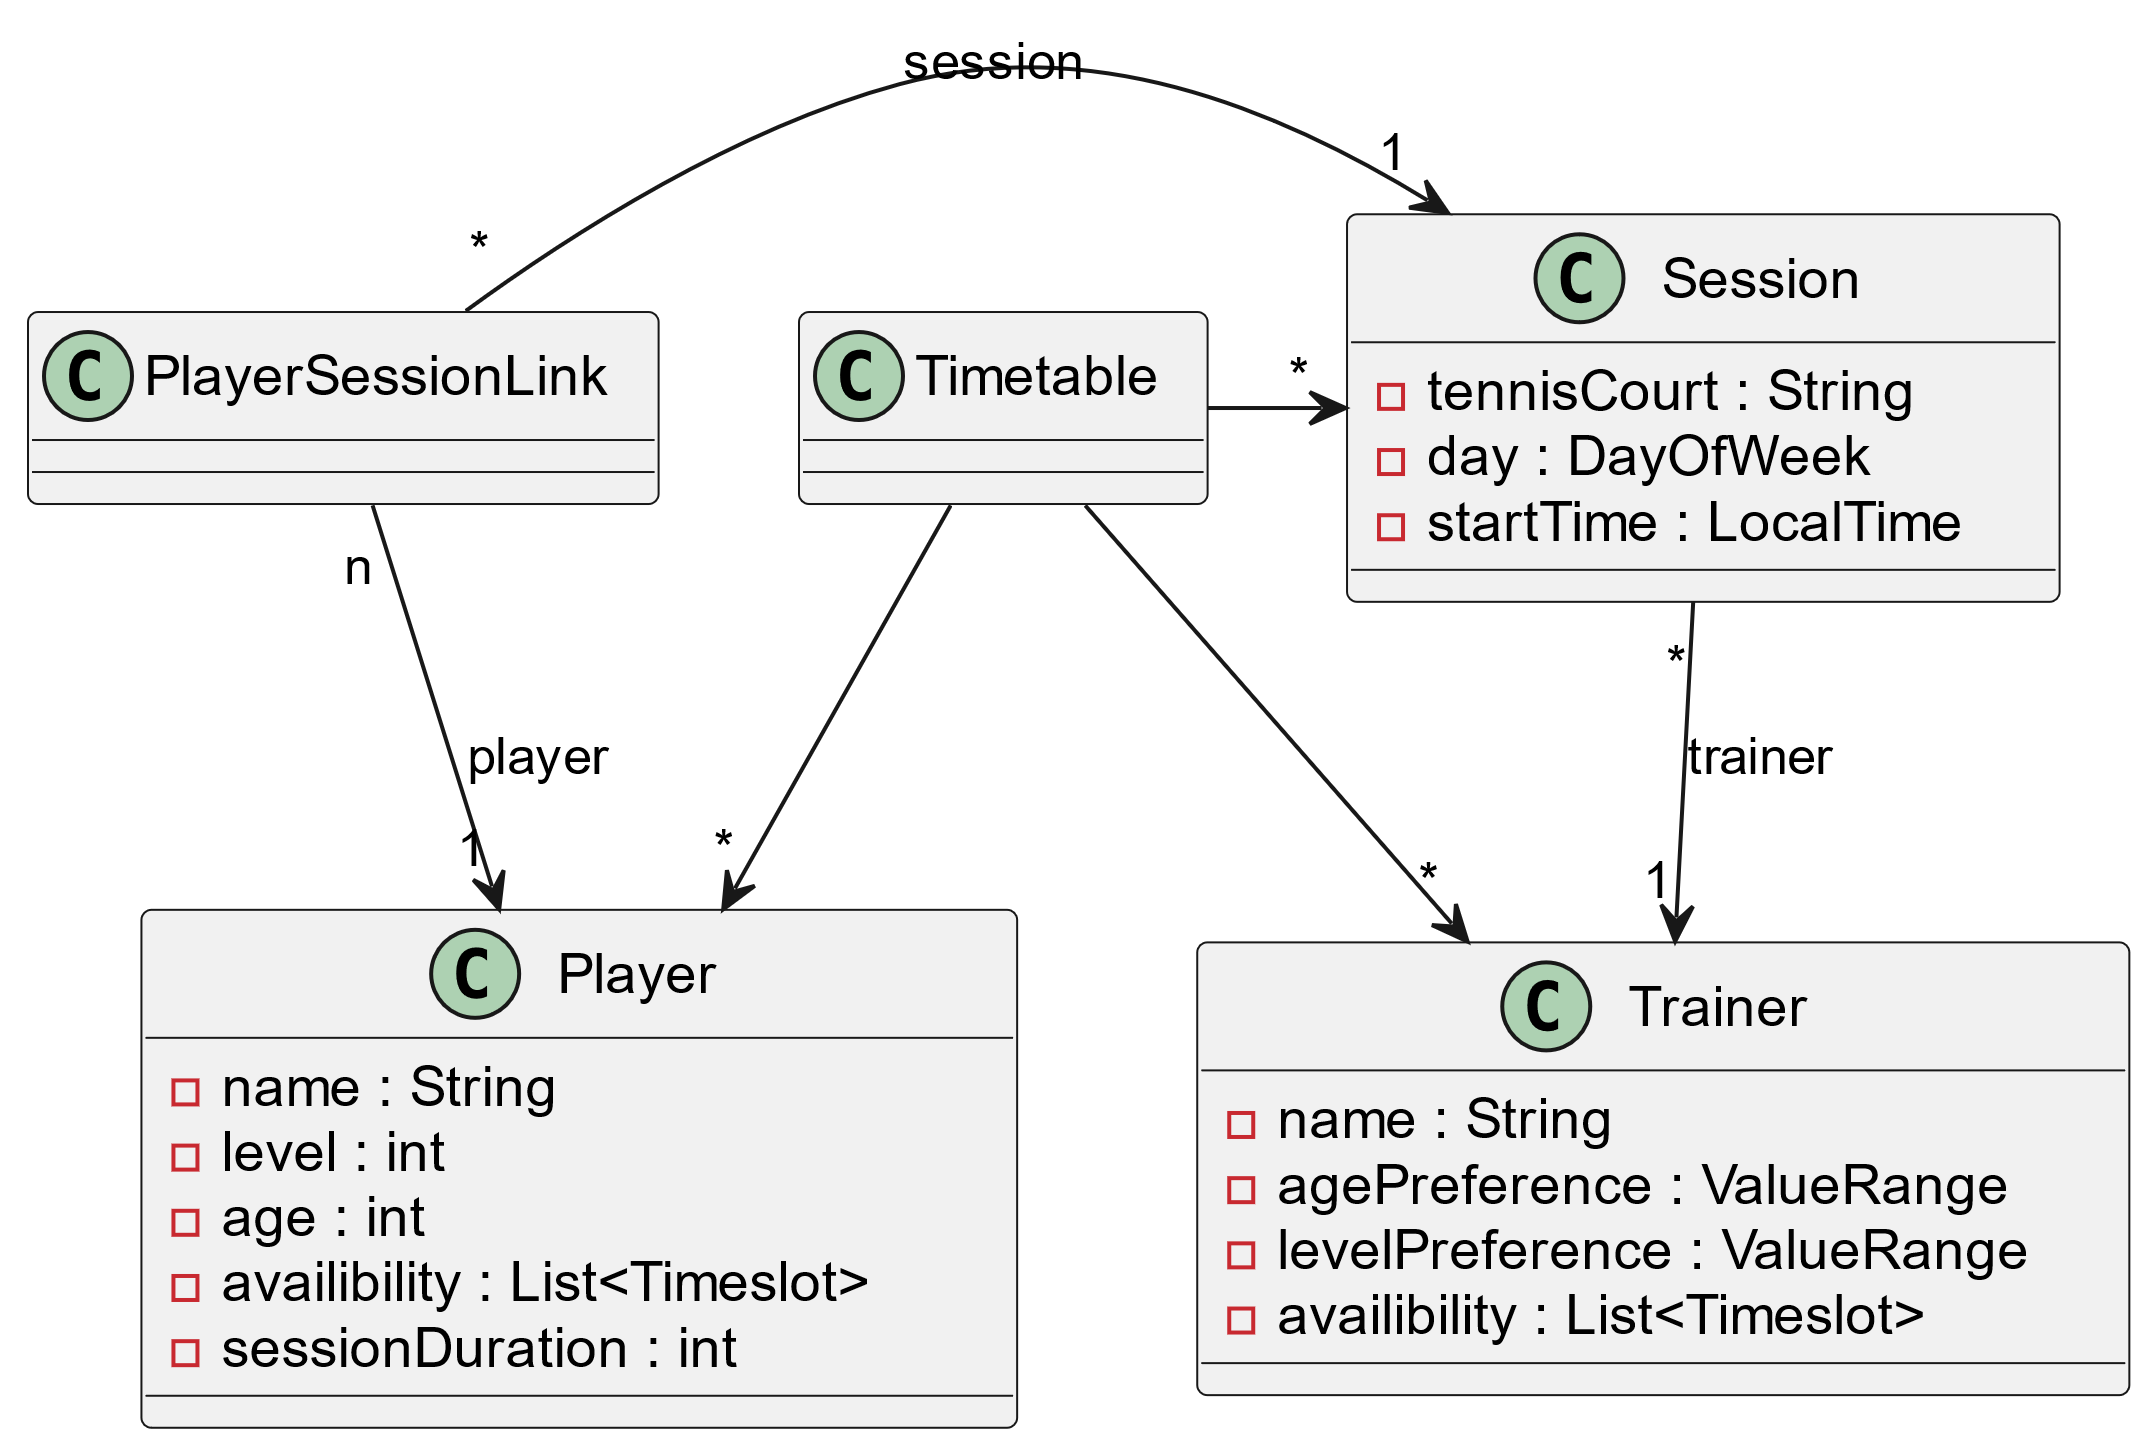 session
1
*
C Session
C PlayerSessionLink
C Timetable
*
tennisCourt : String
day : DayOfWeek
startTime : LocalTime
n
*
player
trainer
1
*
*
1
C Player
name : String
level : int
age : int
availibility : List<Timeslot>
sessionDuration : int
C Trainer
name : String
agePreference : ValueRange
levelPreference : ValueRange
availibility : List<Timeslot>